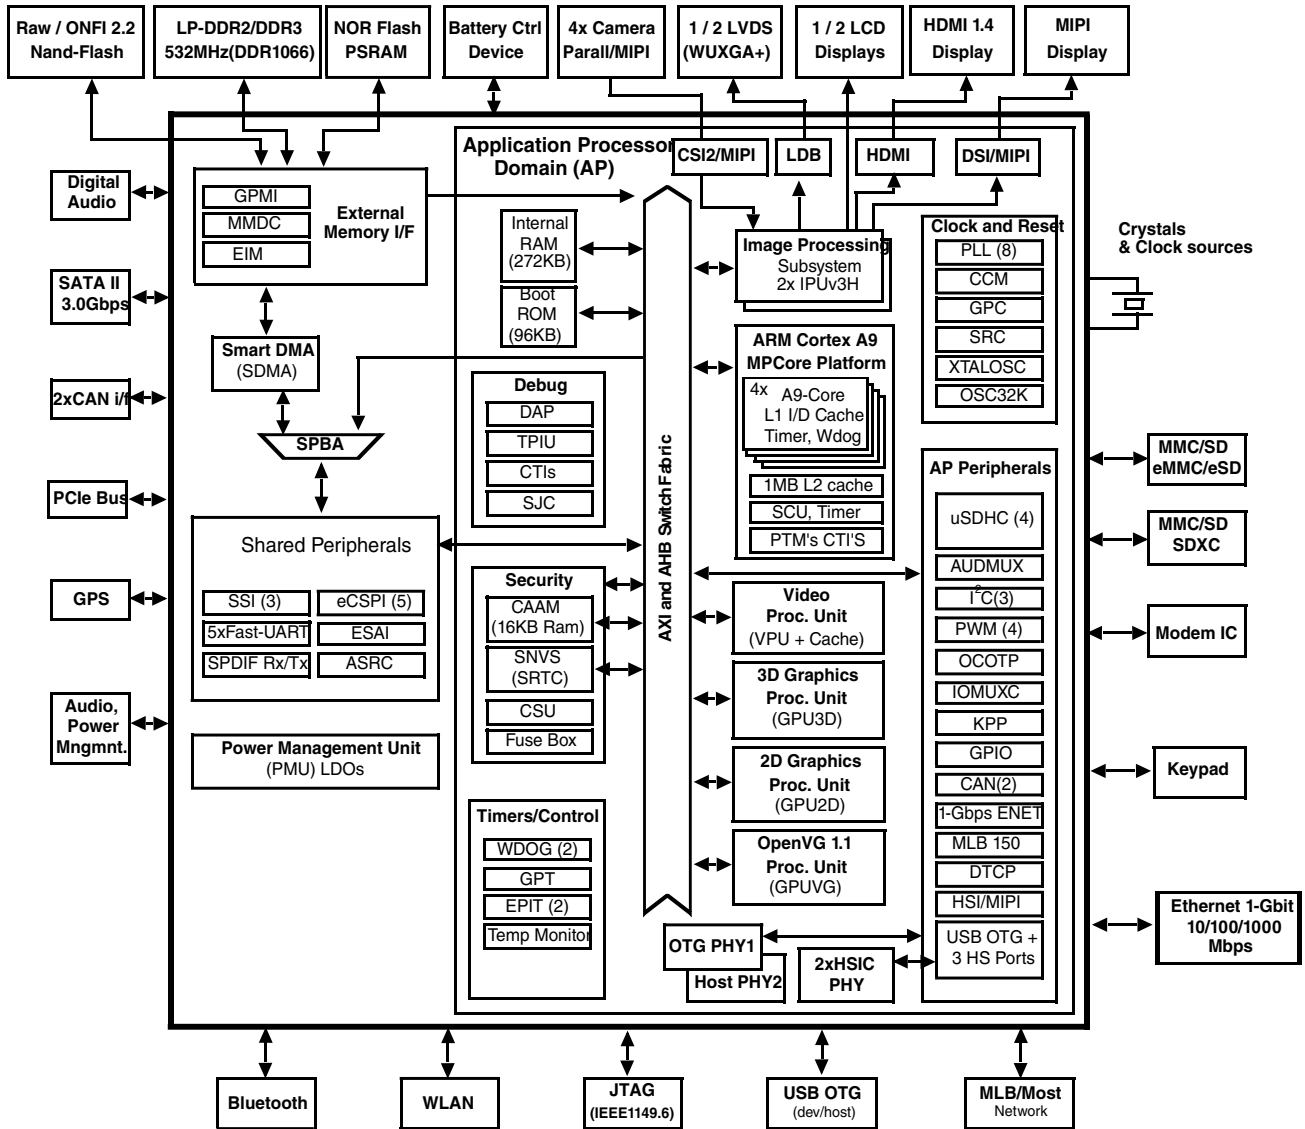 Raw / ONFI 2.2
Nand-Flash
LP-DDR2/DDR3
532MHz(DDR1066)
NOR Flash
PSRAM
Battery Ctrl
Device
4x Camera
Parall/MIPI
1 / 2 LVDS
(WUXGA+)
1 / 2 LCD
Displays
HDMI 1.4
Display
MIPI
Display
Digital
Audio
SATA II
3.0Gbps
2xCAN i/f
PCIe Bus
GPS
Audio,
Power
Mngmnt.
GPMI
MMDC
EIM
External
Memory I/F
Smart DMA
(SDMA)
SPBA
Shared Peripherals
SSI (3)
eCSPI (5)
5xFast-UART
ESAI
SPDIF Rx/Tx
ASRC
Power Management Unit
(PMU) LDOs
Application Processor
Domain (AP)
Internal
RAM
(272KB)
Boot
ROM
(96KB)
Debug
DAP
TPIU
CTIs
SJC
Security
CAAM
(16KB Ram)
SNVS
(SRTC)
CSU
Fuse Box
Timers/Control
WDOG (2)
GPT
EPIT (2)
Temp Monitor
AXI and AHB Switch Fabric
CSI2/MIPI
LDB
HDMI
DSI/MIPI
Image Processing
Subsystem
2x IPUv3H
ARM Cortex A9
MPCore Platform
4x
A9-Core
L1 I/D Cache
Timer, Wdog
1MB L2 cache
SCU, Timer
PTM's CTI'S
Video
Proc. Unit
(VPU + Cache)
3D Graphics
Proc. Unit
(GPU3D)
2D Graphics
Proc. Unit
(GPU2D)
OpenVG 1.1
Proc. Unit
(GPUVG)
OTG PHY1
Host PHY2
2xHSIC
PHY
Clock and Reset
PLL (8)
CCM
GPC
SRC
XTALOSC
OSC32K
AP Peripherals
uSDHC (4)
AUDMUX
I²C(3)
PWM (4)
OCOTP
IOMUXC
KPP
GPIO
CAN(2)
1-Gbps ENET
MLB 150
DTCP
HSI/MIPI
USB OTG +
3 HS Ports
Crystals
& Clock sources
MMC/SD
eMMC/eSD
MMC/SD
SDXC
Modem IC
Keypad
Ethernet 1-Gbit
10/100/1000
Mbps
Bluetooth
WLAN
JTAG
(IEEE1149.6)
USB OTG
(dev/host)
MLB/Most
Network